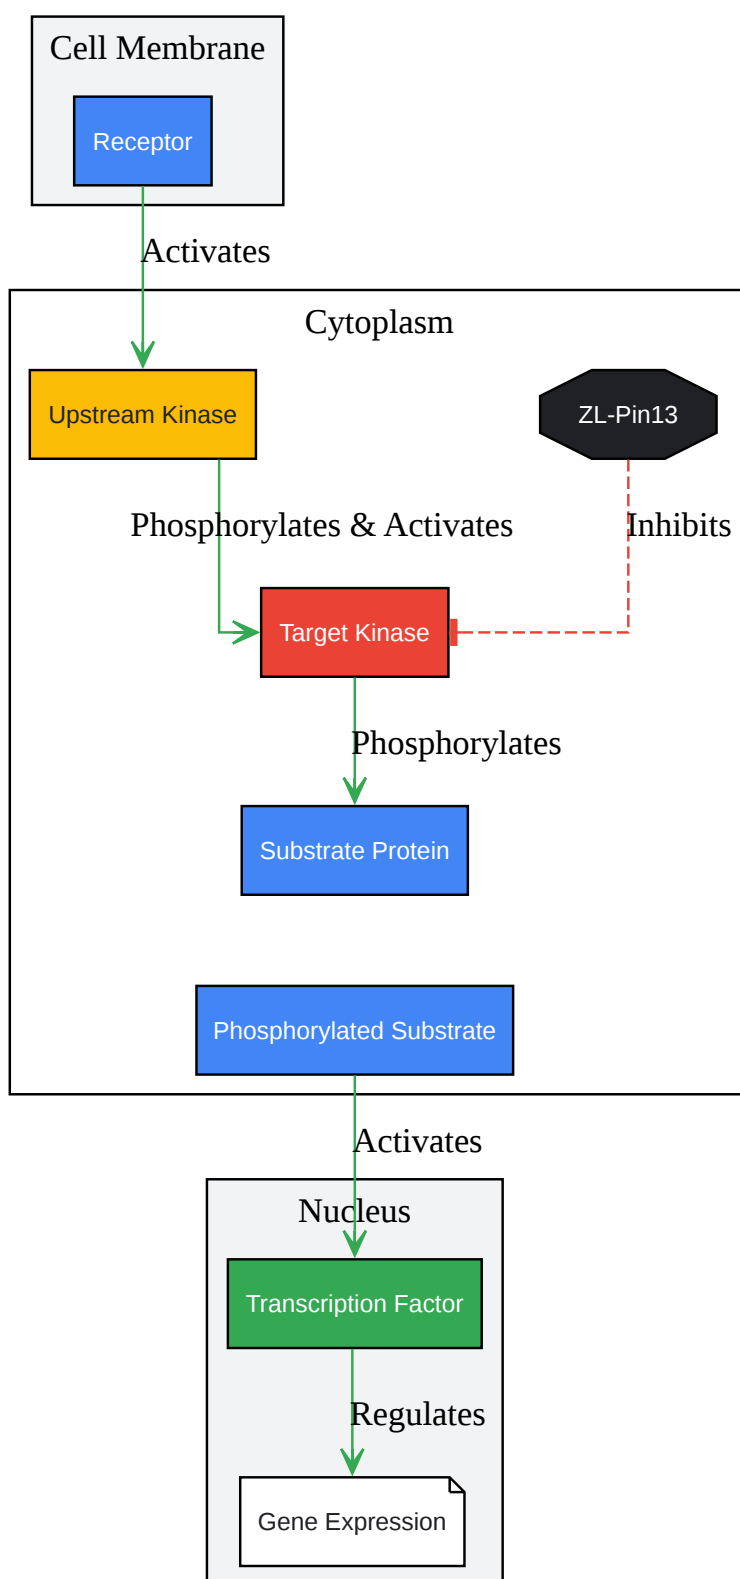 Cell Membrane
Receptor
Activates
Cytoplasm
Upstream Kinase
ZL-Pin13
Phosphorylates & Activates
Inhibits
Target Kinase
Phosphorylates
Substrate Protein
Phosphorylated Substrate
Activates
Nucleus
Transcription Factor
Regulates
Gene Expression